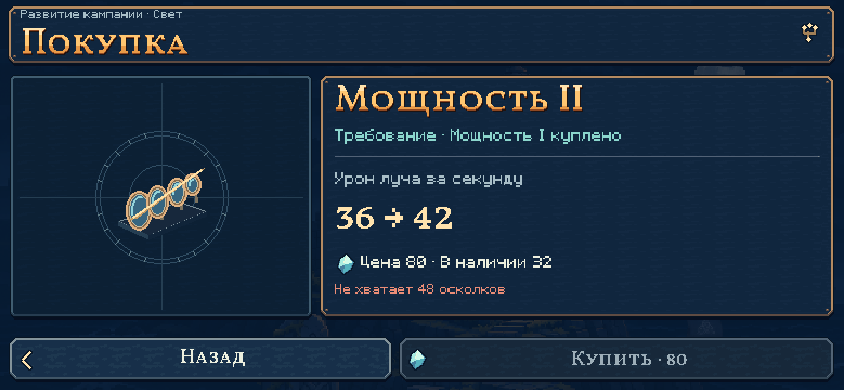 Развитие кампании · Свет
Покупка
Мощность II
Требование · Мощность I куплено
Урон луча за секунду
36 → 42
Цена 80 · В наличии 32
Не хватает 48 осколков
Назад
Купить · 80